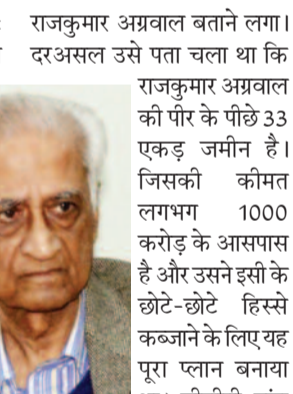 राजकुमार अग्रवाल बताने लगा।
दरअसल उसे पता चला था कि
राजकुमार अग्रवाल
की पीर के पीछे 33
एकड़ जमीन है।
जिसकी कीमत
लगभग 1000
करोड़ के आसपास
है और उसने इसी के
छोटे-छोटे हिस्से
कब्जाने के लिए यह
पूरा प्लान बनाया